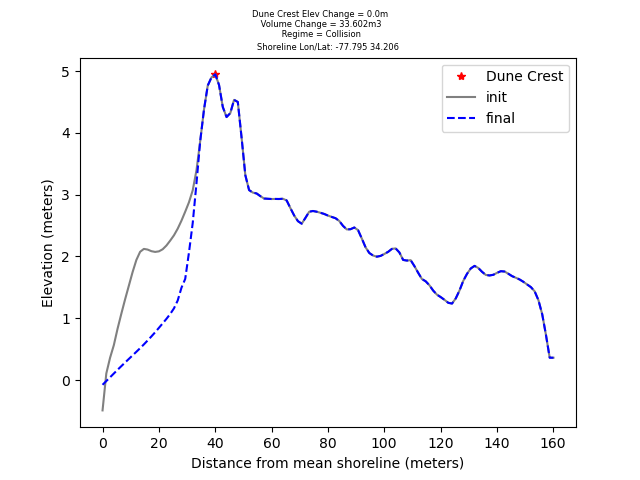 Dune Crest Elev Change = 0.0m
Volume Change = 33.602m3
Regime = Collision
Shoreline Lon/Lat: -77.795 34.206
Dune Crest
init
final
Elevation (meters)
5
4
3
2
1
0
0 20 40 60 80 100 120 140 160
Distance from mean shoreline (meters)